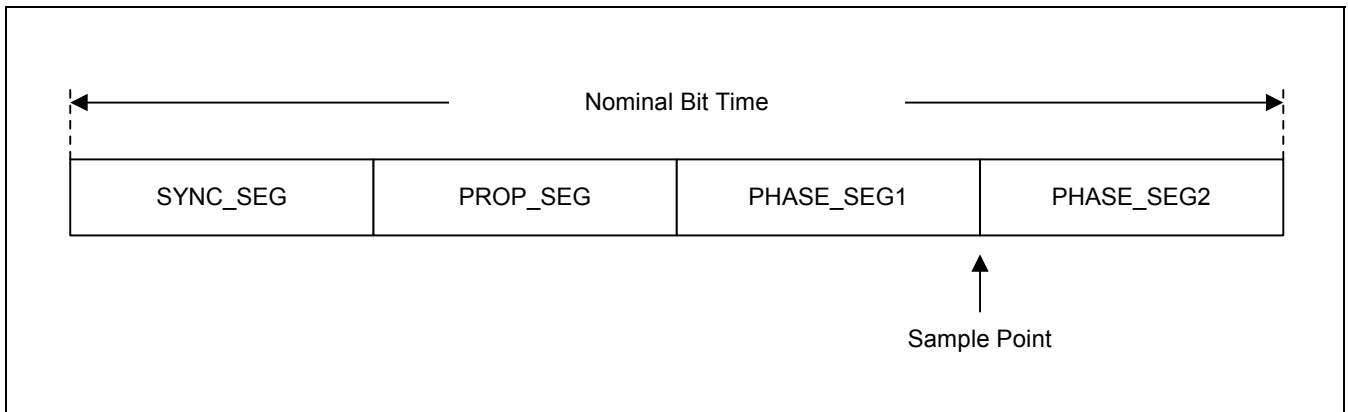 Nominal Bit Time
SYNC_SEG PROP_SEG PHASE_SEG1 PHASE_SEG2
Sample Point